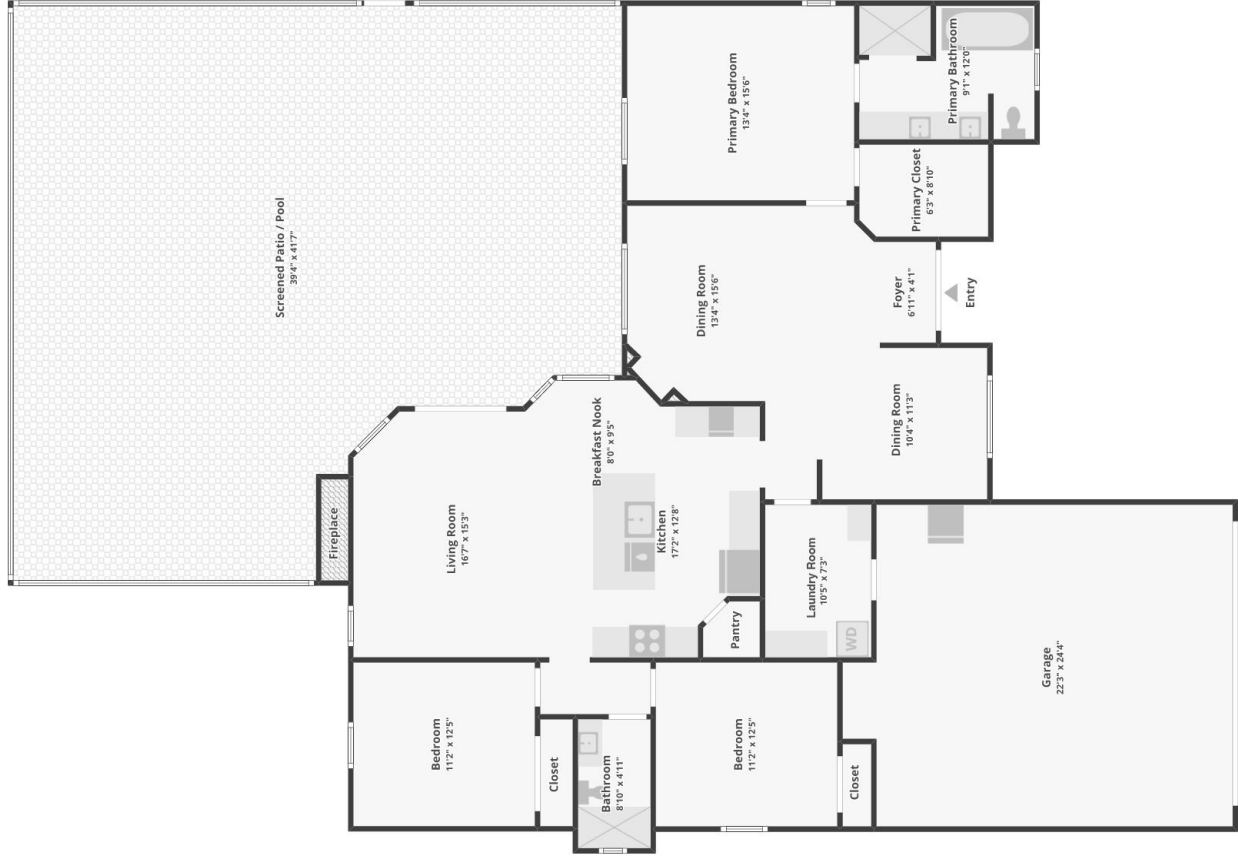 Screened Patio / Pool
39'4" x 41'7"
Primary Bedroom
13'4" x 15'6"
Primary Bathroom
9'1" x 12'0"
Primary Closet
6'3" x 8'10"
Dining Room
13'4" x 15'6"
Foyer
6'11" x 4'1"
Entry
Breakfast Nook
8'0" x 9'5"
Dining Room
10'4" x 11'3"
Fireplace
Living Room
16'7" x 15'3"
Kitchen
17'2" x 12'8"
Laundry Room
10'5" x 7'3"
WD
Pantry
Garage
22'3" x 24'4"
Bedroom
11'2" x 12'5"
Closet
Bathroom
8'10" x 4'11"
Bedroom
11'2" x 12'5"
Closet